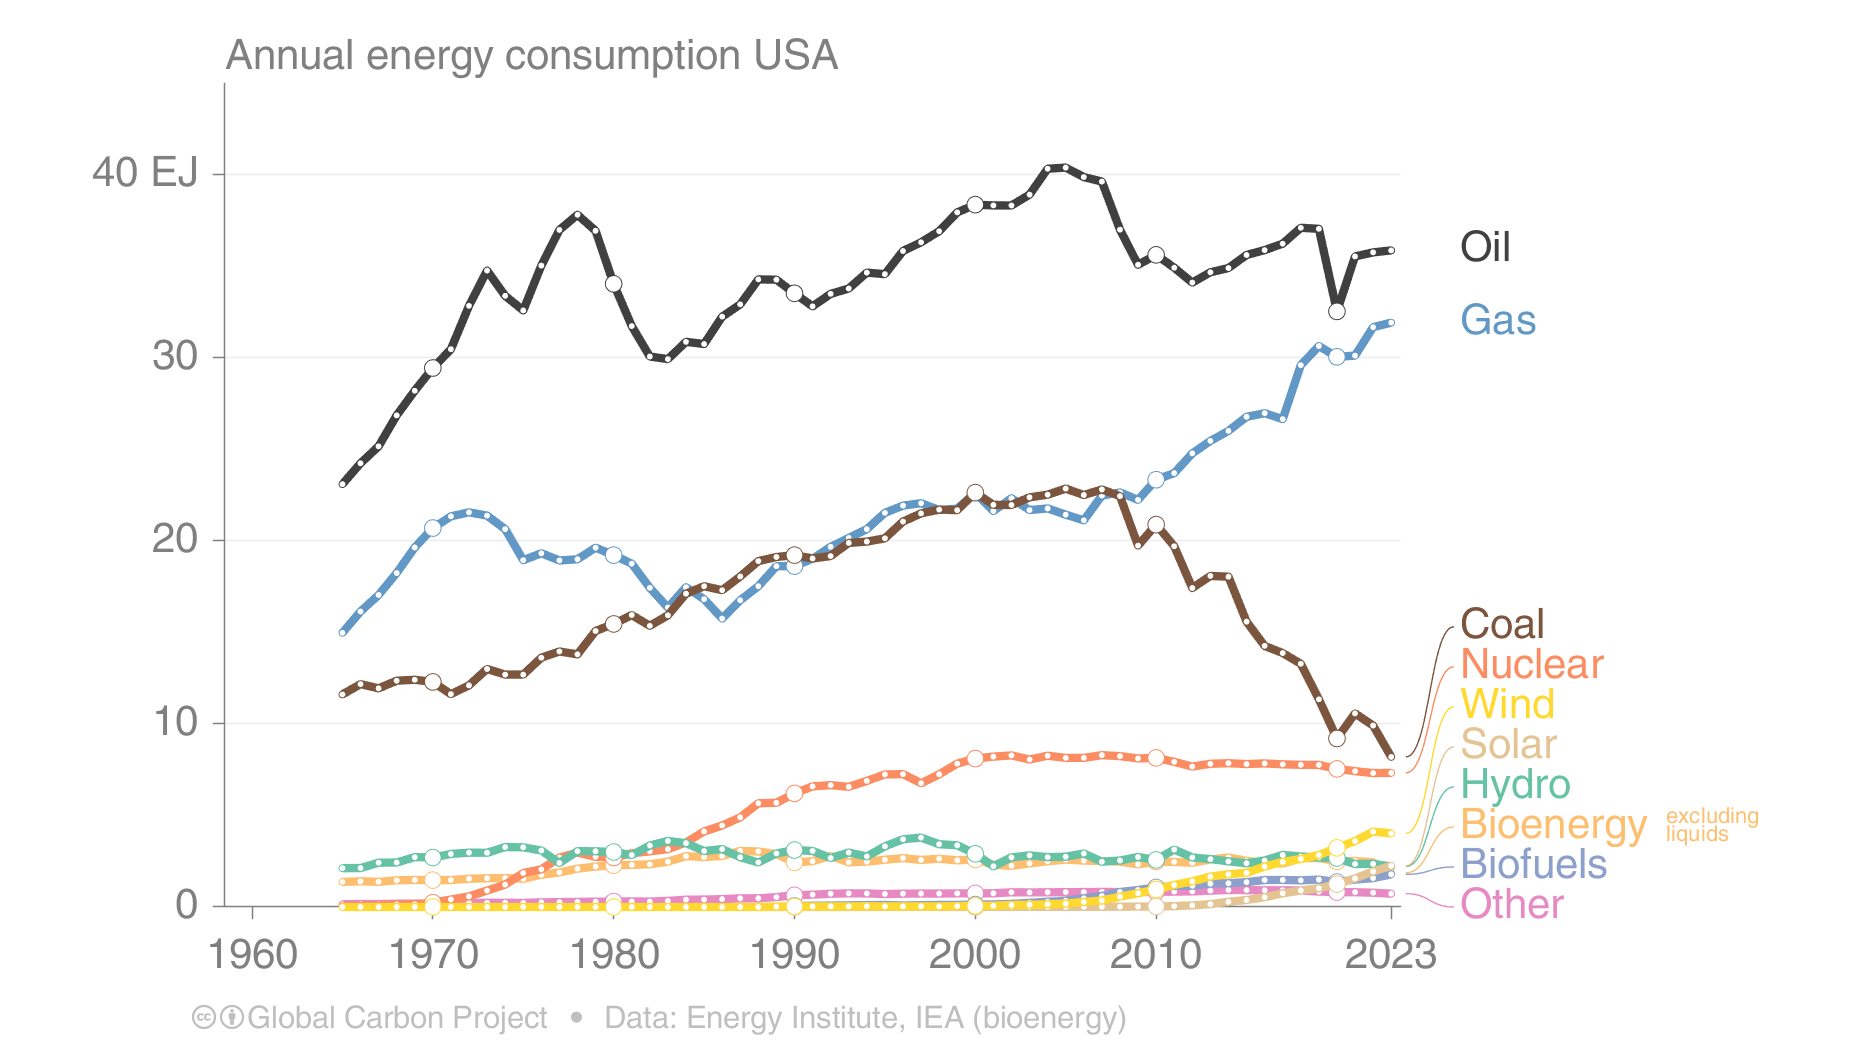 Annual energy consumption USA
40 EJ
30
20
10
0
1960 1970 1980 1990 2000 2010 2023
Oil
Gas
Coal
Nuclear
Wind
Solar
Hydro
Bioenergy excluding liquids
Biofuels
Other
cc Global Carbon Project • Data: Energy Institute, IEA (bioenergy)